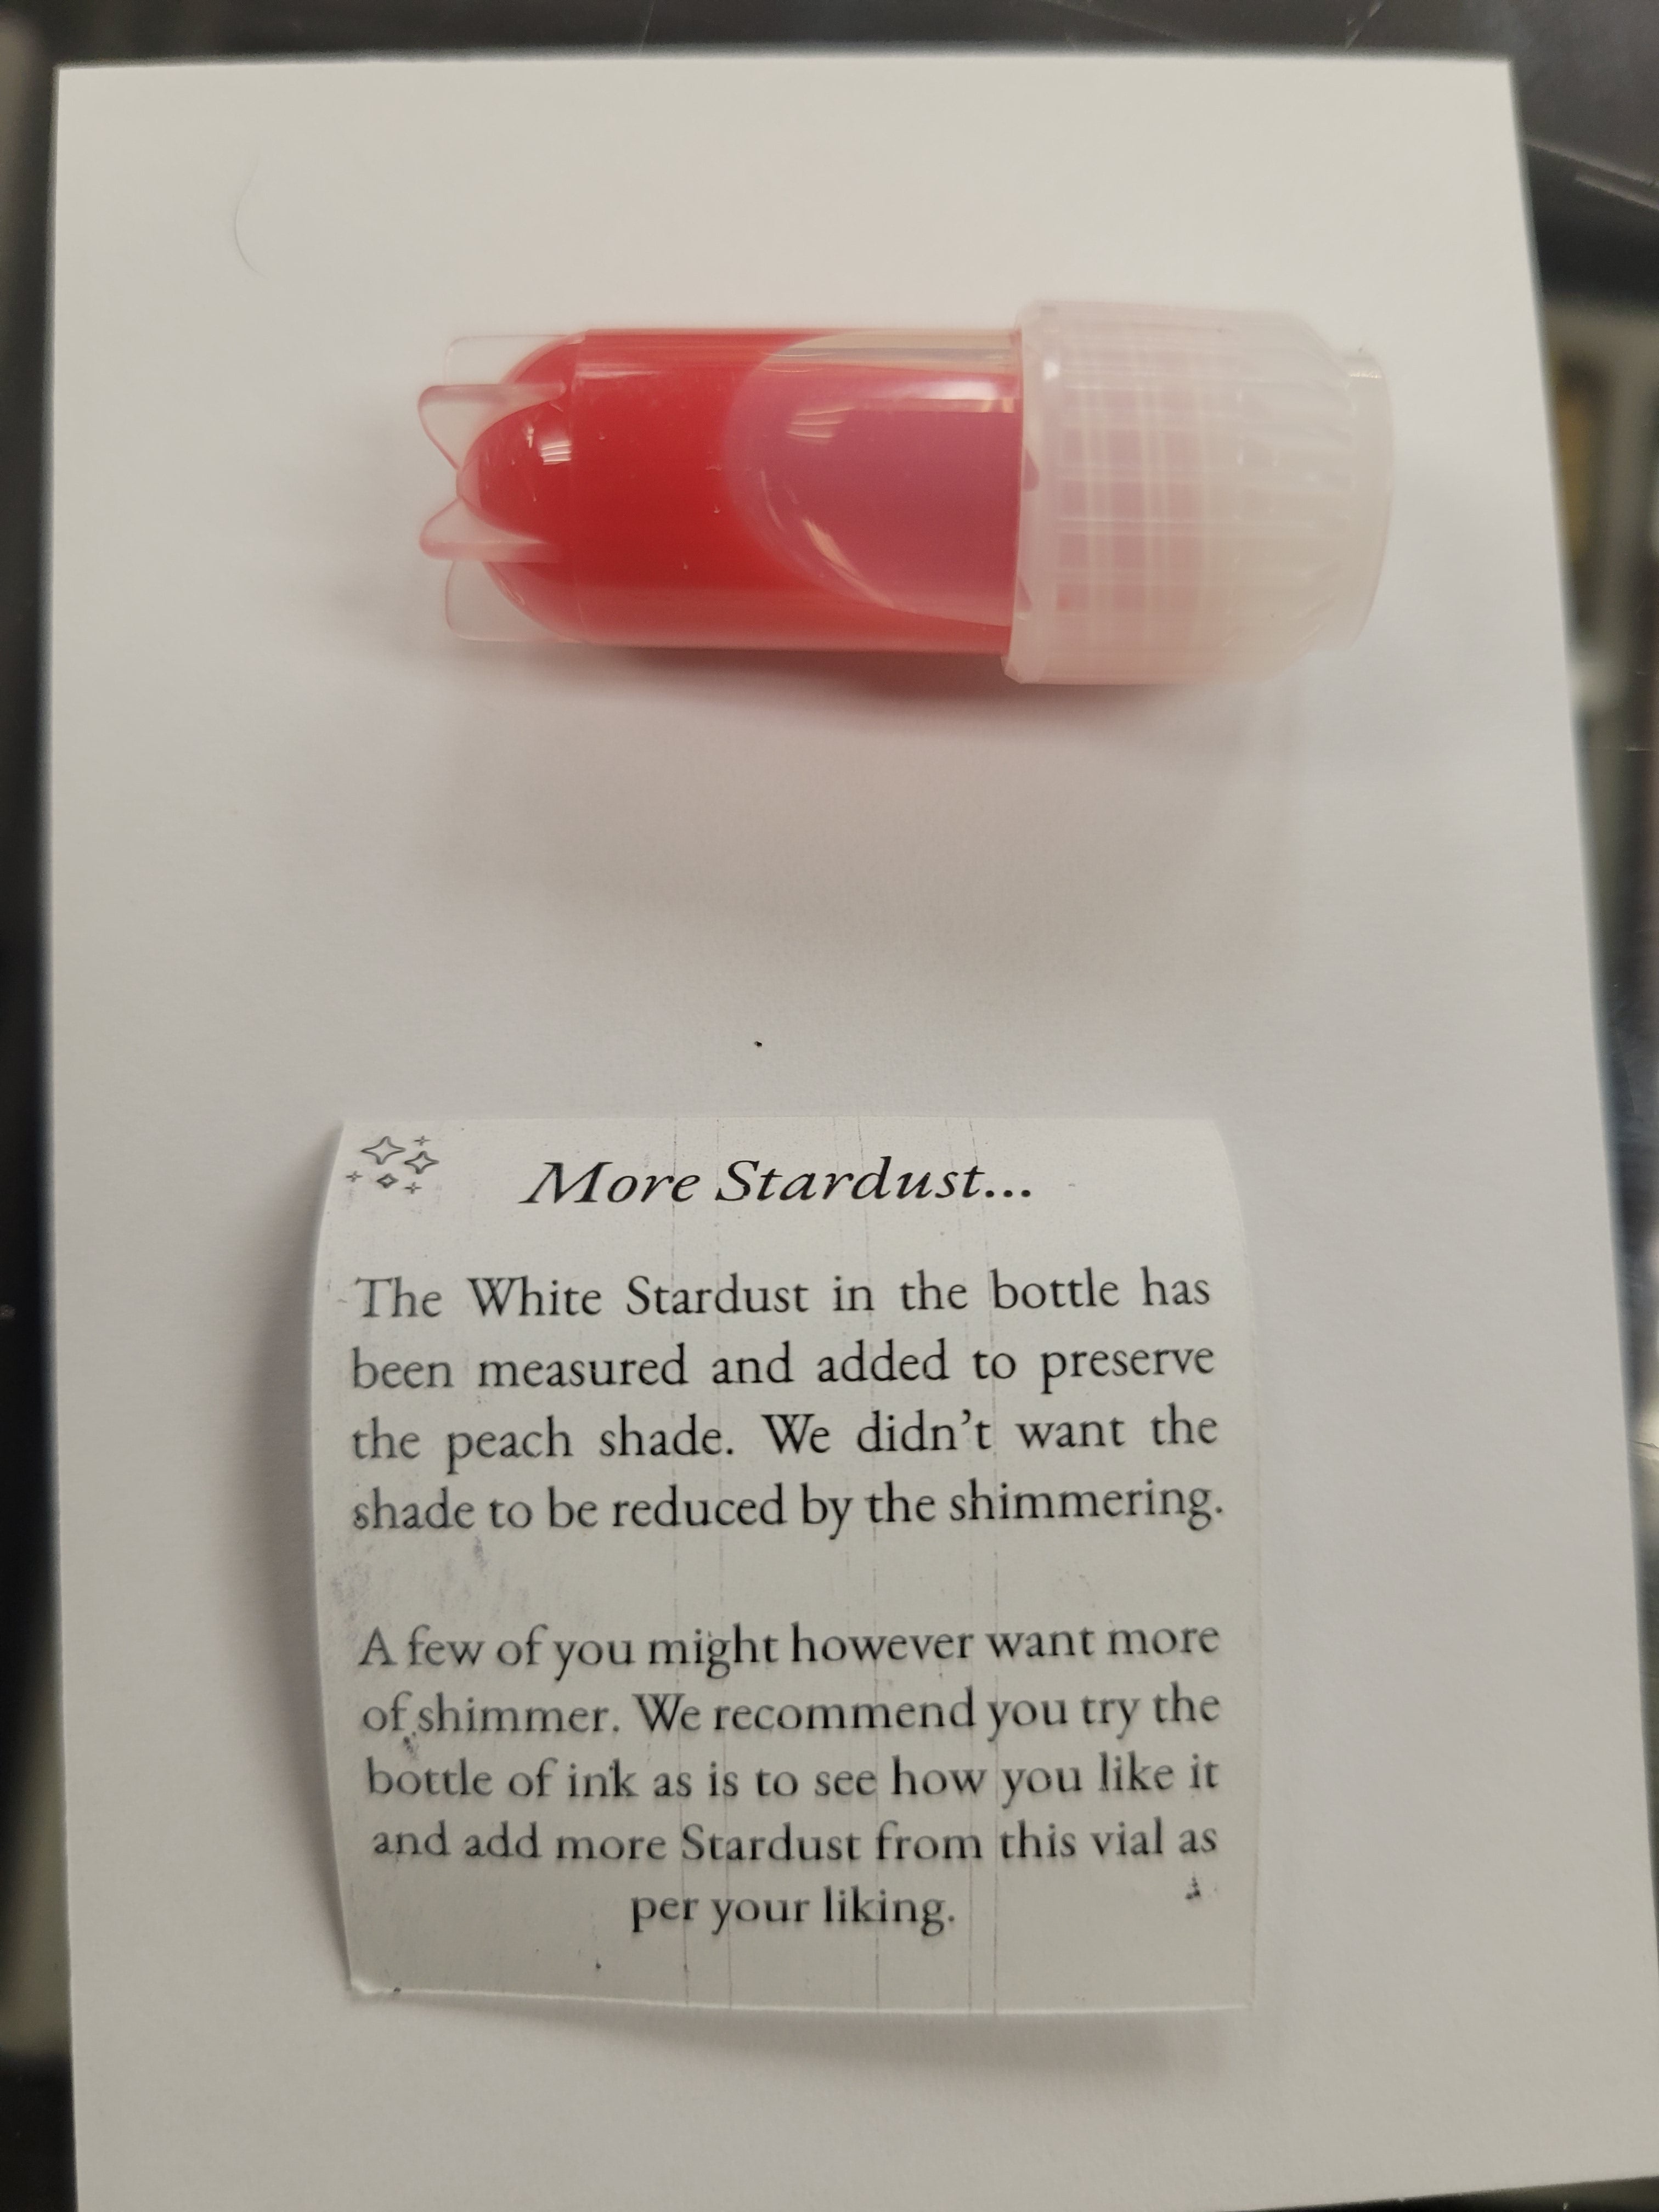 More Stardust...
The White Stardust in the bottle has
been measured and added to preserve
the peach shade. We didn't want the
shade to be reduced by the shimmering.
A few of you might however want more
of shimmer. We recommend you try the
bottle of ink as is to see how you like it
and add more Stardust from this vial as
per your liking.